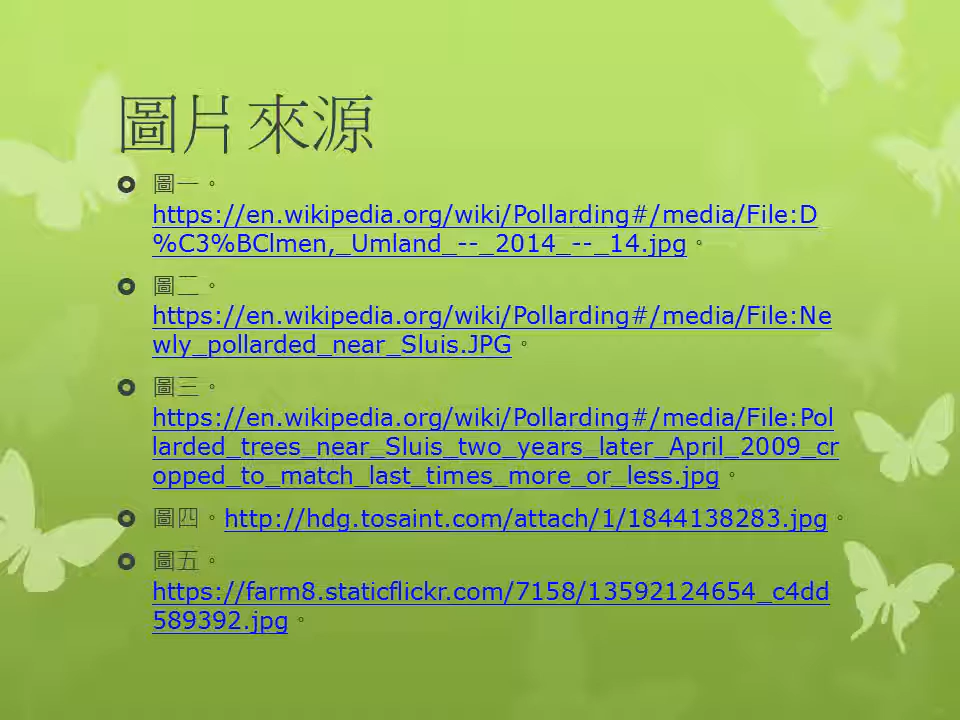 圖片來源
圖一。
https://en.wikipedia.org/wiki/Pollarding#/media/File:D
%C3%BClmen,_Umland_--_2014_--_14.jpg。
圖二。
https://en.wikipedia.org/wiki/Pollarding#/media/File:Ne
wly_pollarded_near_Sluis.JPG。
圖三。
https://en.wikipedia.org/wiki/Pollarding#/media/File:Pol
larded_trees_near_Sluis_two_years_later_April_2009_cr
opped_to_match_last_times_more_or_less.jpg。
圖四。http://hdg.tosaint.com/attach/1/1844138283.jpg。
圖五。
https://farm8.staticflickr.com/7158/13592124654_c4dd
589392.jpg。